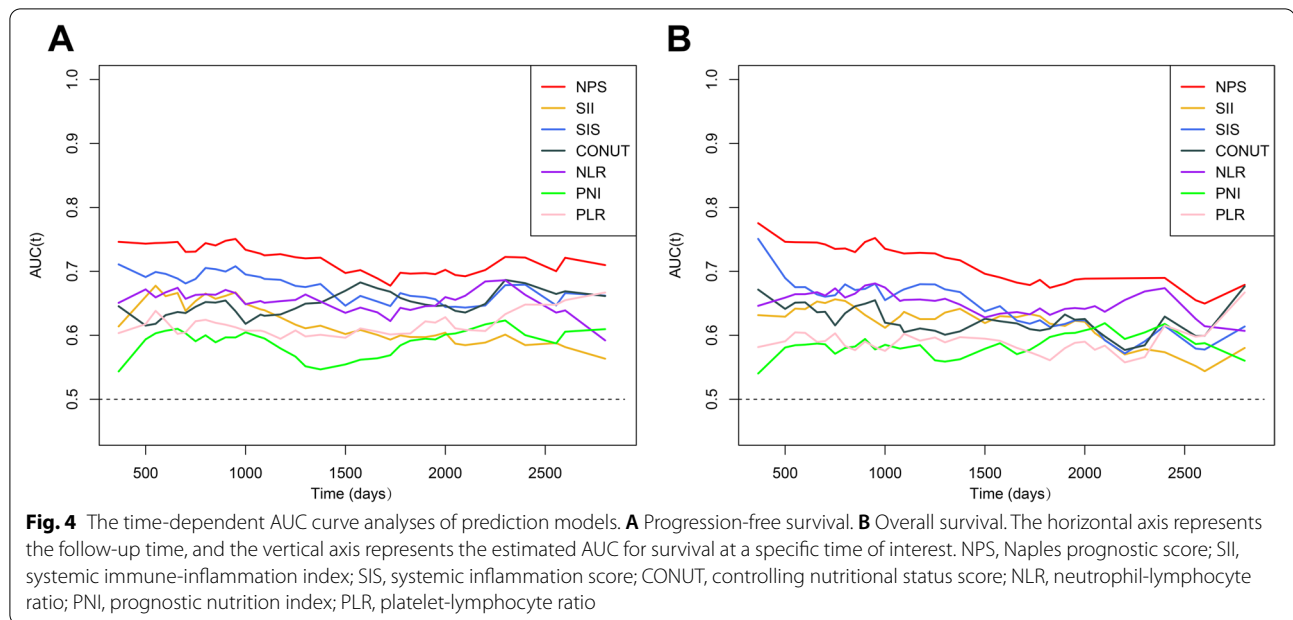 A
B
NPS
SII
SIS
CONUT
NLR
PNI
PLR
1.0
0.9
0.8
0.7
0.6
0.5
AUC(t)
500
1000
1500
2000
2500
Time (days)
NPS
SII
SIS
CONUT
NLR
PNI
PLR
1.0
0.9
0.8
0.7
0.6
0.5
AUC(t)
500
1000
1500
2000
2500
Time (days)
Fig. 4 The time-dependent AUC curve analyses of prediction models. A Progression-free survival. B Overall survival. The horizontal axis represents
the follow-up time, and the vertical axis represents the estimated AUC for survival at a specific time of interest. NPS, Naples prognostic score; SII,
systemic immune-inflammation index; SIS, systemic inflammation score; CONUT, controlling nutritional status score; NLR, neutrophil-lymphocyte
ratio; PNI, prognostic nutrition index; PLR, platelet-lymphocyte ratio